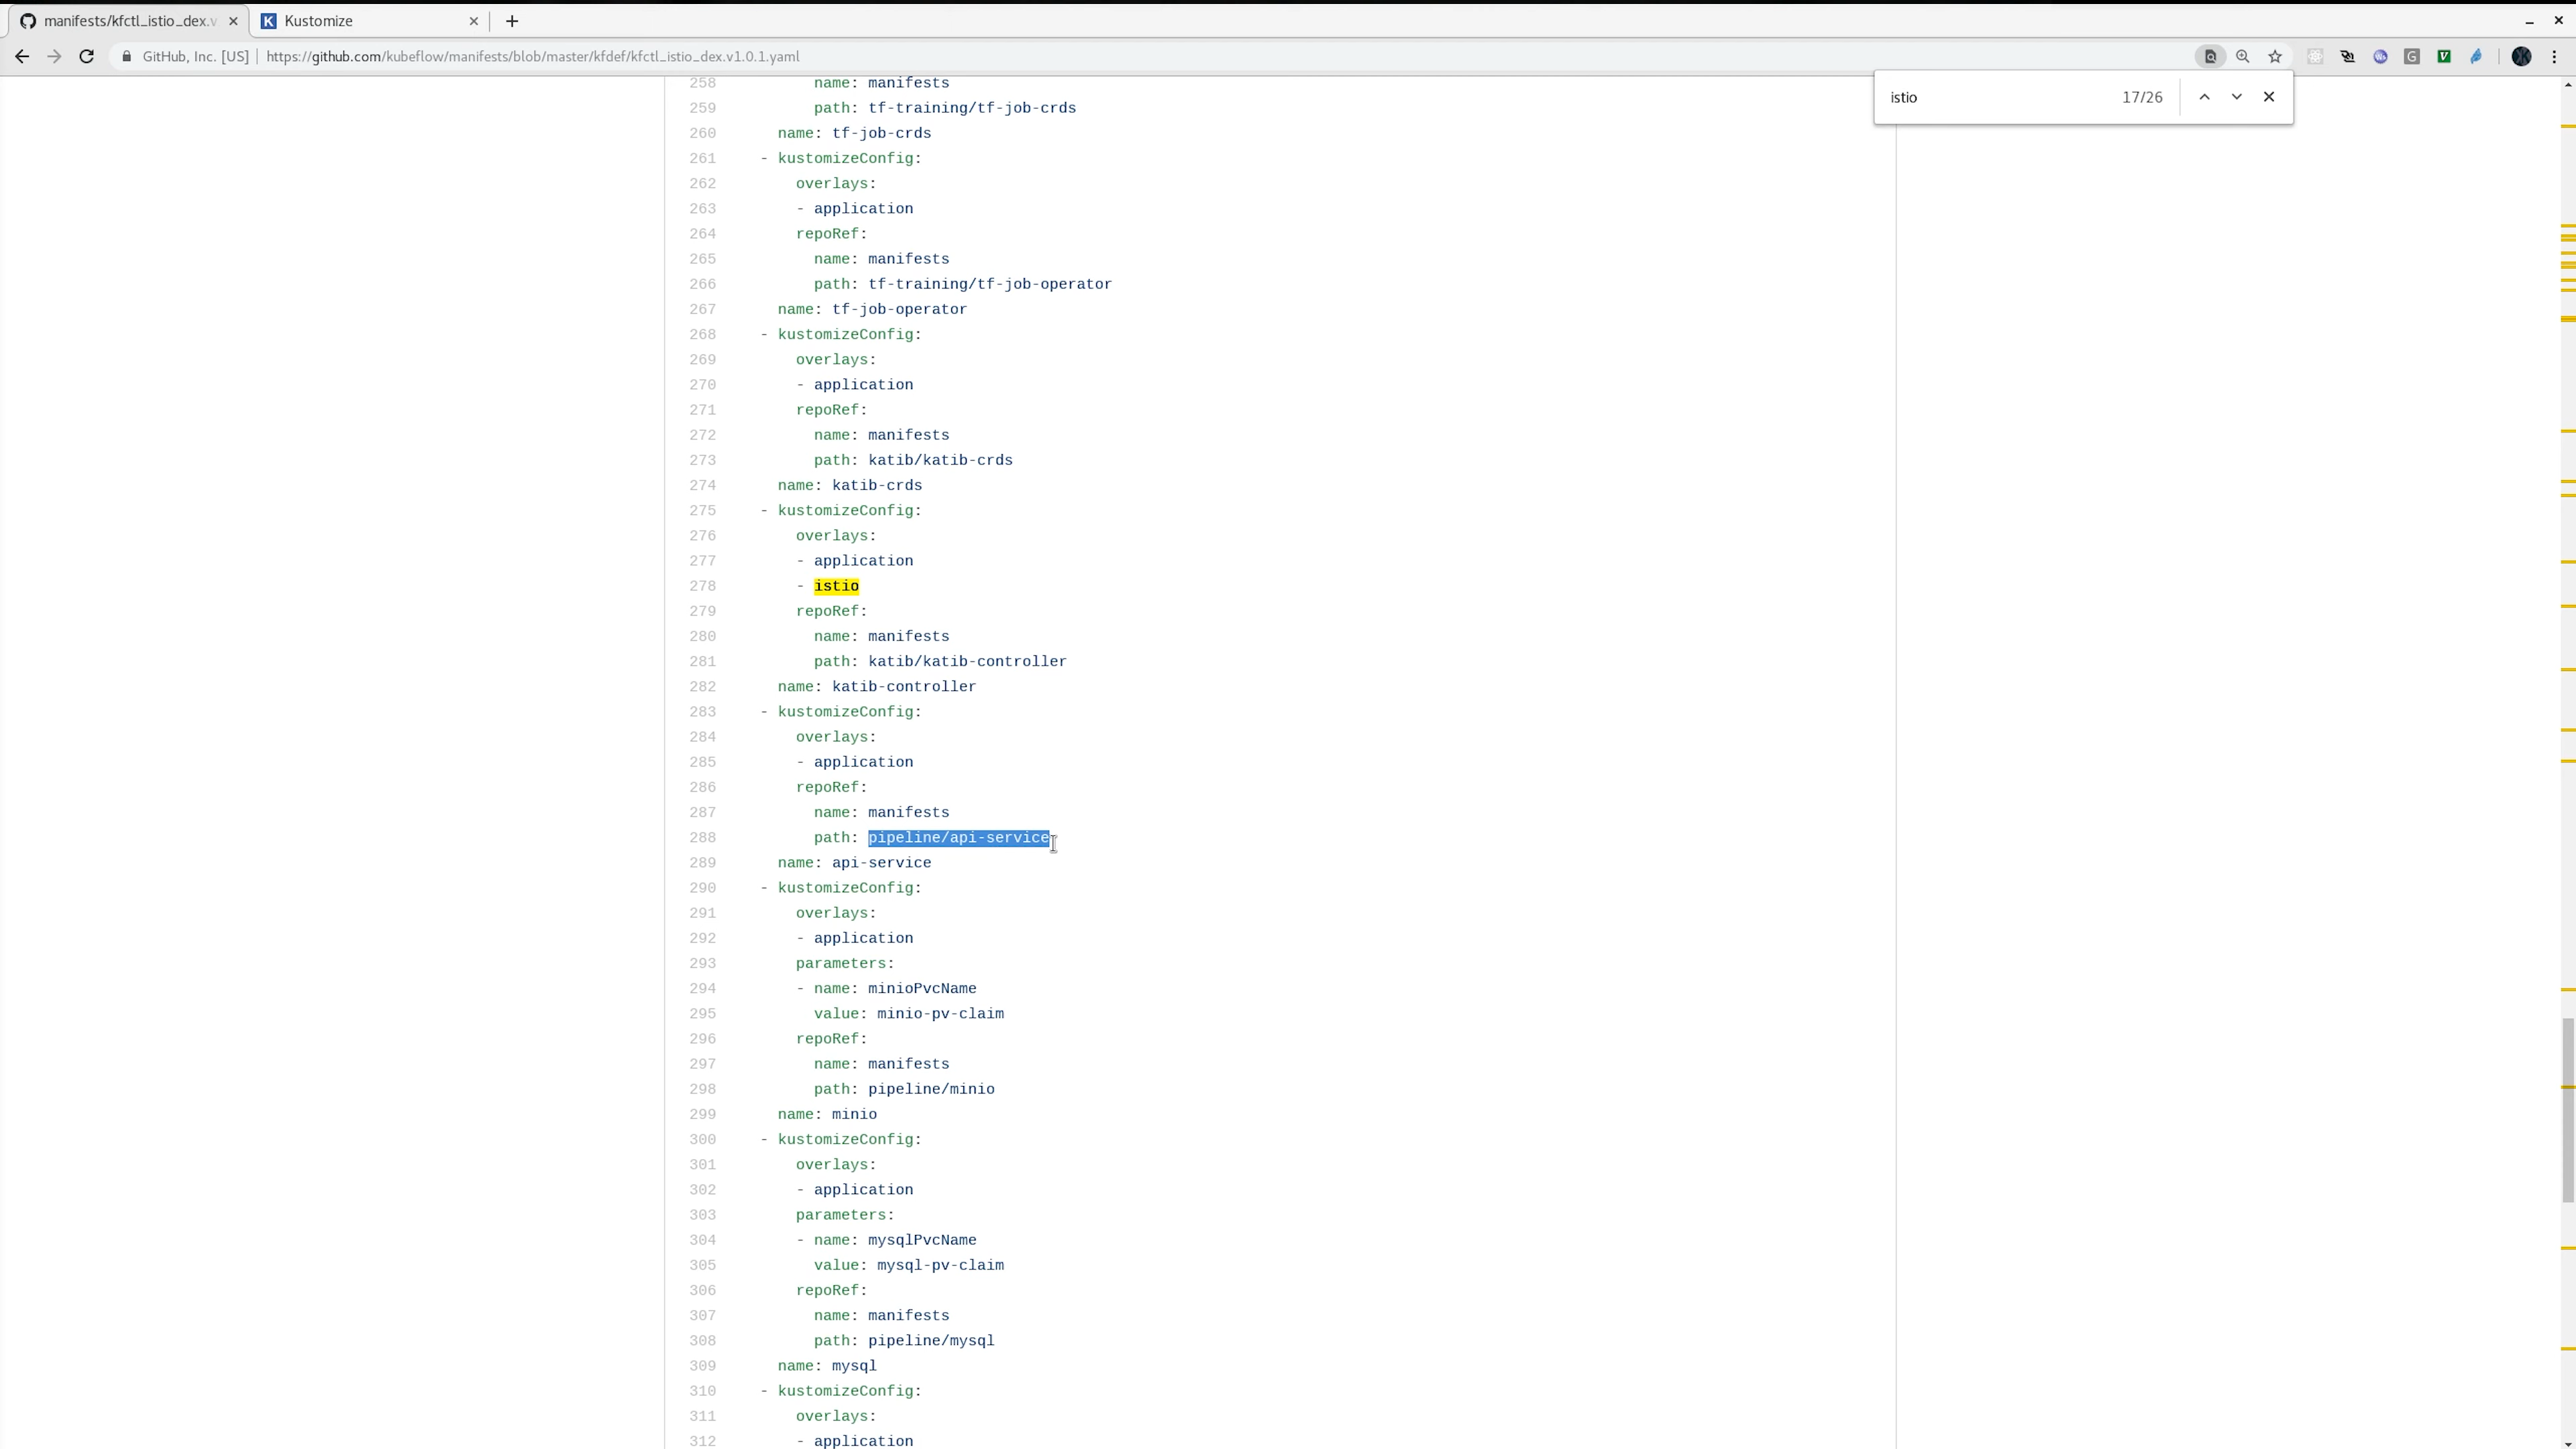 manifests/kfctl_istio_dex.v
K Kustomize
GitHub, Inc. [US] https://github.com/kubeflow/manifests/blob/master/kfdef/kfctl_istio_dex.v1.0.1.yaml
istio 17/26
258 name: manifests
259 path: tf-training/tf-job-crds
260 name: tf-job-crds
261 - kustomizeConfig:
262 overlays:
263 - application
264 repoRef:
265 name: manifests
266 path: tf-training/tf-job-operator
267 name: tf-job-operator
268 - kustomizeConfig:
269 overlays:
270 - application
271 repoRef:
272 name: manifests
273 path: katib/katib-crds
274 name: katib-crds
275 - kustomizeConfig:
276 overlays:
277 - application
278 - istio
279 repoRef:
280 name: manifests
281 path: katib/katib-controller
282 name: katib-controller
283 - kustomizeConfig:
284 overlays:
285 - application
286 repoRef:
287 name: manifests
288 path: pipeline/api-service
289 name: api-service
290 - kustomizeConfig:
291 overlays:
292 - application
293 parameters:
294 - name: minioPvcName
295 value: minio-pv-claim
296 repoRef:
297 name: manifests
298 path: pipeline/minio
299 name: minio
300 - kustomizeConfig:
301 overlays:
302 - application
303 parameters:
304 - name: mysqlPvcName
305 value: mysql-pv-claim
306 repoRef:
307 name: manifests
308 path: pipeline/mysql
309 name: mysql
310 - kustomizeConfig:
311 overlays:
312 - application